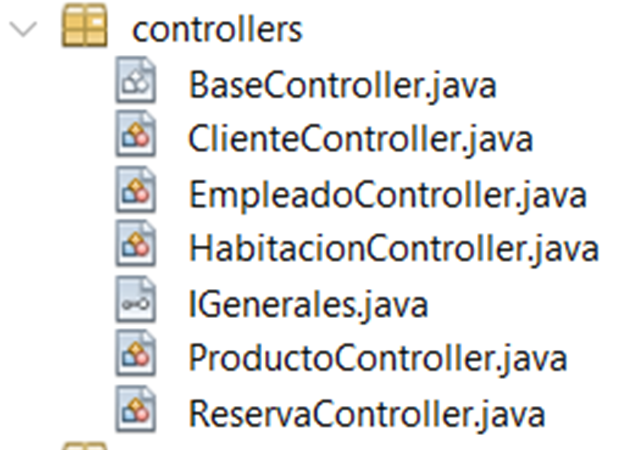 controllers
BaseController.java
ClienteController.java
EmpleadoController.java
HabitacionController.java
IGenerales.java
ProductoController.java
ReservaController.java